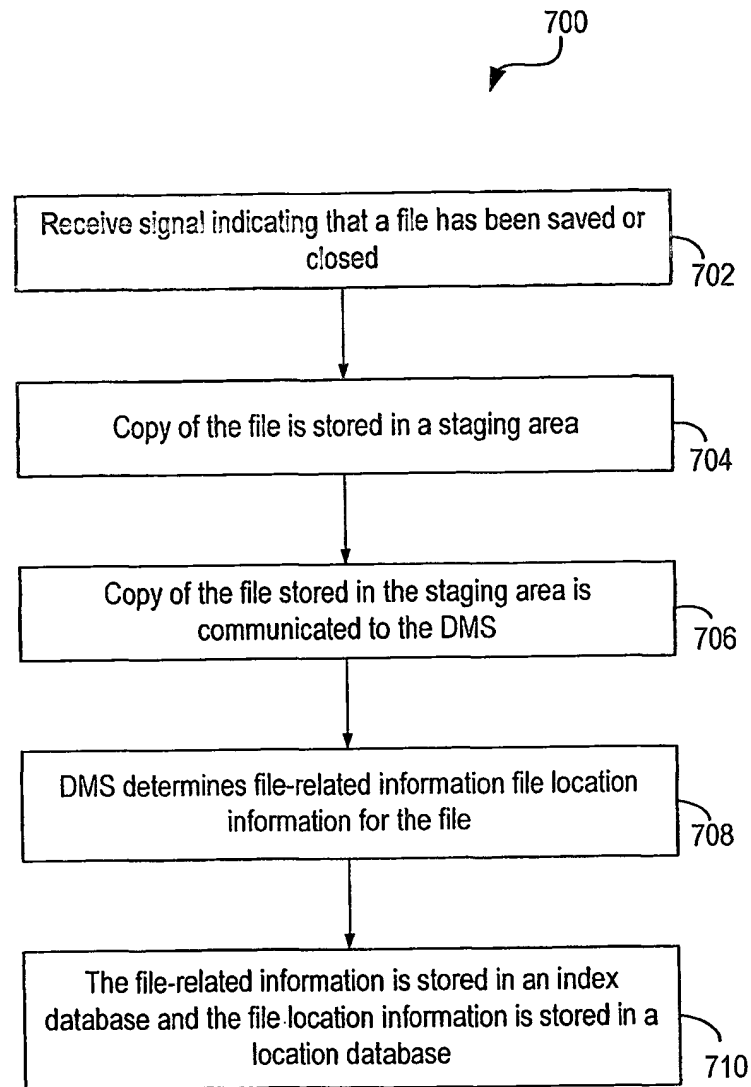 700
Receive signal indicating that a file has been saved or
closed
702
Copy of the file is stored in a staging area
704
Copy of the file stored in the staging area is
communicated to the DMS
706
DMS determines file-related information file location
information for the file
708
The file-related information is stored in an index
database and the file location information is stored in a
location database
710